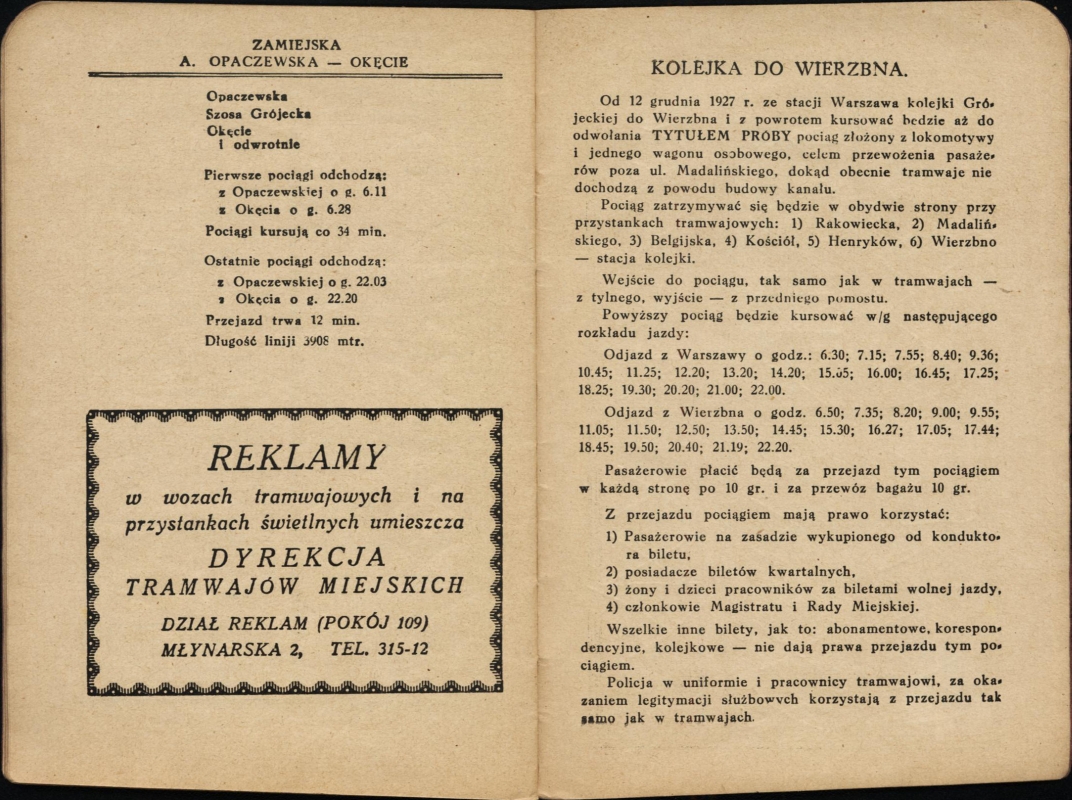 ZAMIEJSKA
A. OPACZEWSKA — OKĘCIE
Opaczewska
Szosa Grójecka
Okęcie
i odwrotnie
Pierwsze pociągi odchodzą:
z Opaczewskiej o g. 6.11
z Okęcia o g. 6.28
Pociągi kursują co 34 min.
Ostatnie pociągi odchodzą:
z Opaczewskiej o g. 22.03
z Okęcia o g. 22.20
Przejazd trwa 12 min.
Długość liniji 3908 mtr.
REKLAMY
w wozach tramwajowych i na
przystankach świetlnych umieszcza
DYREKCJA
TRAMWAJÓW MIEJSKICH
DZIAŁ REKLAM (POKÓJ 109)
MŁYNARSKA 2, TEL. 315-12
KOLEJKA DO WIERZBNA.
Od 12 grudnia 1927 r. ze stacji Warszawa kolejki Gró-
jeckiej do Wierzbna i z powrotem kursować będzie aż do
odwołania TYTUŁEM PRÓBY pociąg złożony z lokomotywy
i jednego wagonu osobowego, celem przewożenia pasaże-
rów poza ul. Madalińskiego, dokąd obecnie tramwaje nie
dochodzą z powodu budowy kanału.
Pociąg zatrzymywać się będzie w obydwie strony przy
przystankach tramwajowych: 1) Rakowiecka, 2) Madaliń-
skiego, 3) Belgijska, 4) Kościół, 5) Henryków, 6) Wierzbno
— stacja kolejki.
Wejście do pociągu, tak samo jak w tramwajach —
z tylnego, wyjście — z przedniego pomostu.
Powyższy pociąg będzie kursować w/g następującego
rozkładu jazdy:
Odjazd z Warszawy o godz.: 6.30; 7.15; 7.55; 8.40; 9.36;
10.45; 11.25; 12.20; 13.20; 14.20; 15.05; 16.00; 16.45; 17.25;
18.25; 19.30; 20.20; 21.00; 22.00.
Odjazd z Wierzbna o godz. 6.50; 7.35; 8.20; 9.00; 9.55;
11.05; 11.50; 12.50; 13.50; 14.45; 15.30; 16.27; 17.05; 17.44;
18.45; 19.50; 20.40; 21.19; 22.20.
Pasażerowie płacić będą za przejazd tym pociągiem
w każdą stronę po 10 gr. i za przewóz bagażu 10 gr.
Z przejazdu pociągiem mają prawo korzystać:
1) Pasażerowie na zasadzie wykupionego od kondukto-
ra biletu,
2) posiadacze biletów kwartalnych,
3) żony i dzieci pracowników za biletami wolnej jazdy,
4) członkowie Magistratu i Rady Miejskiej.
Wszelkie inne bilety, jak to: abonamentowe, korespon-
dencyjne, kolejkowe — nie dają prawa przejazdu tym po-
ciągiem.
Policja w uniformie i pracownicy tramwajowi, za oka-
zaniem legitymacji służbowych korzystają z przejazdu tak
samo jak w tramwajach.